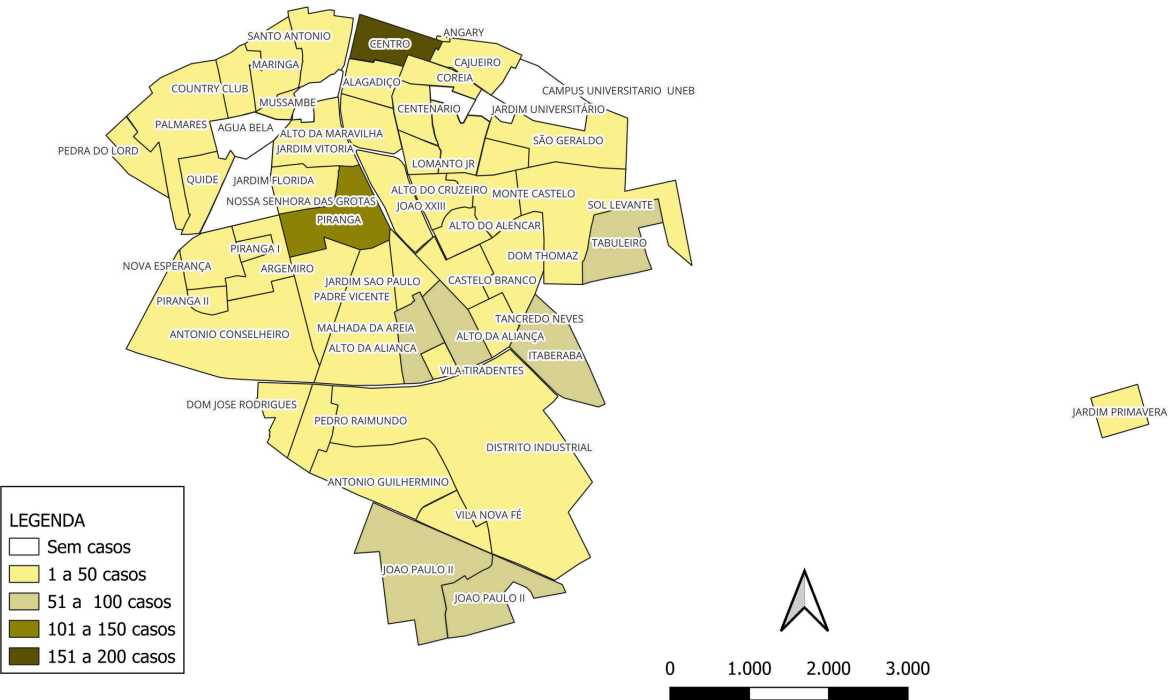 ANGARY
SANTO ANTONIO
CENTRO
CAJUEIRO
MARINGA
COREIA
ALAGADIÇO
COUNTRY CLUB
CAMPUS UNIVERSITARIO UNEB
MUSSAMBE
CENTENARIO
JARDIM UNIVERSITÁRIO
PALMARES
AGUA BELA
ALTO DA MARAVILHA
SÃO GERALDO
PEDRA DO LORD
JARDIM VITORIA
LOMANTO JR
QUIDE
JARDIM FLORIDA
ALTO DO CRUZEIRO
MONTE CASTELO
NOSSA SENHORA DAS GROTAS
JOAO XXIII
SOL LEVANTE
PIRANGA
ALTO DO ALENCAR
TABULEIRO
PIRANGA I
DOM THOMAZ
NOVA ESPERANÇA
ARGEMIRO
JARDIM SAO PAULO
CASTELO BRANCO
PIRANGA II
PADRE VICENTE
TANCREDO NEVES
ANTONIO CONSELHEIRO
MALHADA DA AREIA
ALTO DA ALIANÇA
ALTO DA ALIANCA
ITABERABA
VILA TIRADENTES
DOM JOSE RODRIGUES
JARDIM PRIMAVERA
PEDRO RAIMUNDO
DISTRITO INDUSTRIAL
ANTONIO GUILHERMINO
VILA NOVA FÉ
JOAO PAULO II
JOAO PAULO II
LEGENDA
Sem casos
1 a 50 casos
51 a 100 casos
101 a 150 casos
151 a 200 casos
0 1.000 2.000 3.000